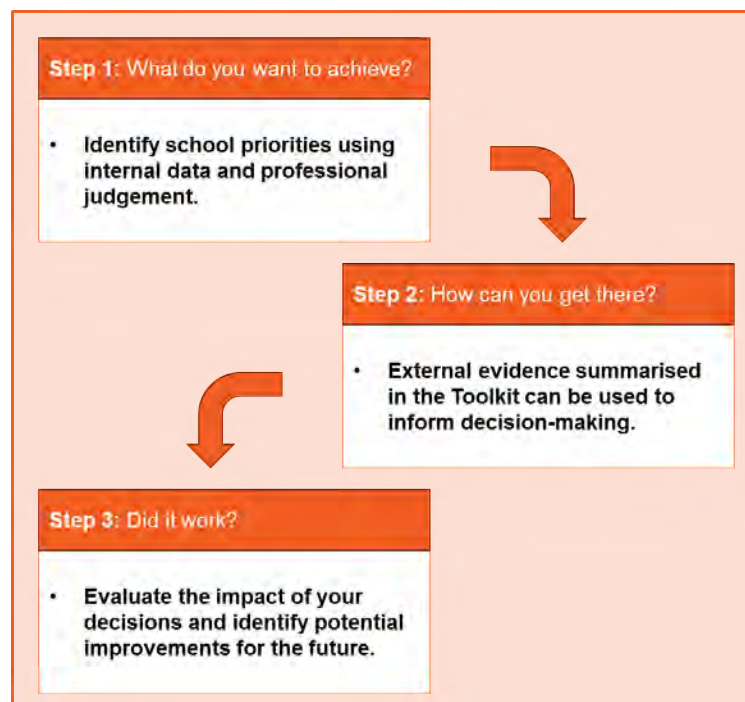 Step 1: What do you want to achieve?
• Identify school priorities using
internal data and professional
judgement.
Step 2: How can you get there?
• External evidence summarised
in the Toolkit can be used to
inform decision-making.
Step 3: Did it work?
• Evaluate the impact of your
decisions and identify potential
improvements for the future.